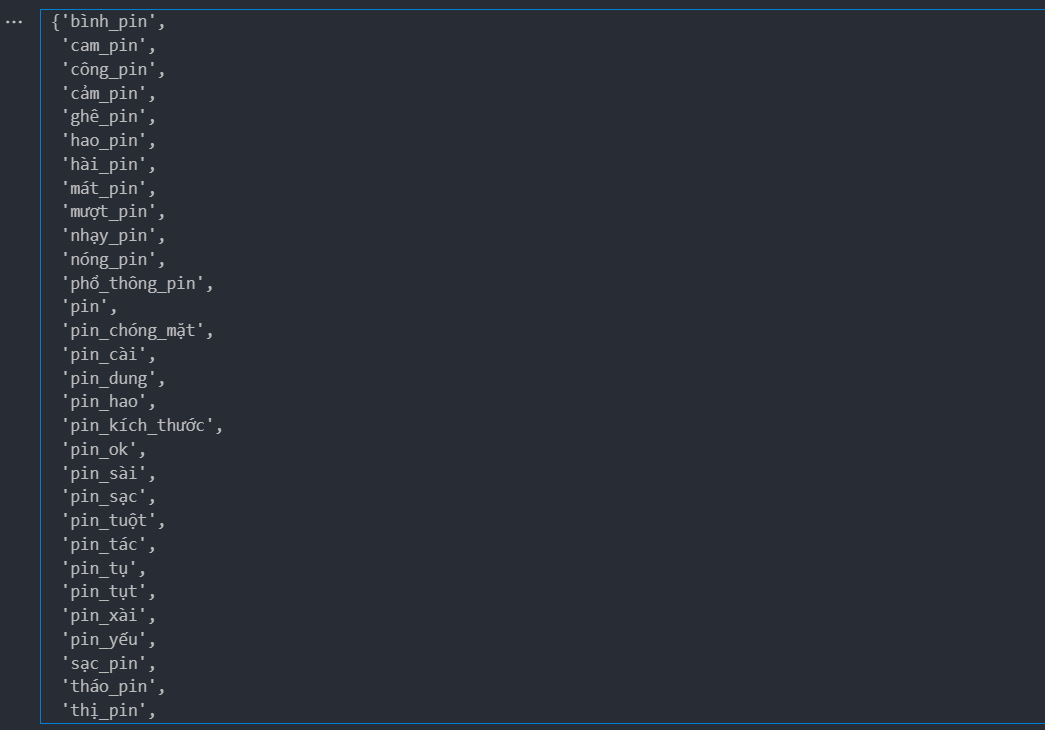 ...
{'bình_pin',
'cam_pin',
'công_pin',
'cảm_pin',
'ghê_pin',
'hao_pin',
'hài_pin',
'mát_pin',
'mượt_pin',
'nhạy_pin',
'nóng_pin',
'phổ_thông_pin',
'pin',
'pin_chóng_mặt',
'pin_cài',
'pin_dung',
'pin_hao',
'pin_kích_thước',
'pin_ok',
'pin_sài',
'pin_sạc',
'pin_tuột',
'pin_tác',
'pin_tụ',
'pin_tụt',
'pin_xài',
'pin_yếu',
'sạc_pin',
'tháo_pin',
'thị_pin',